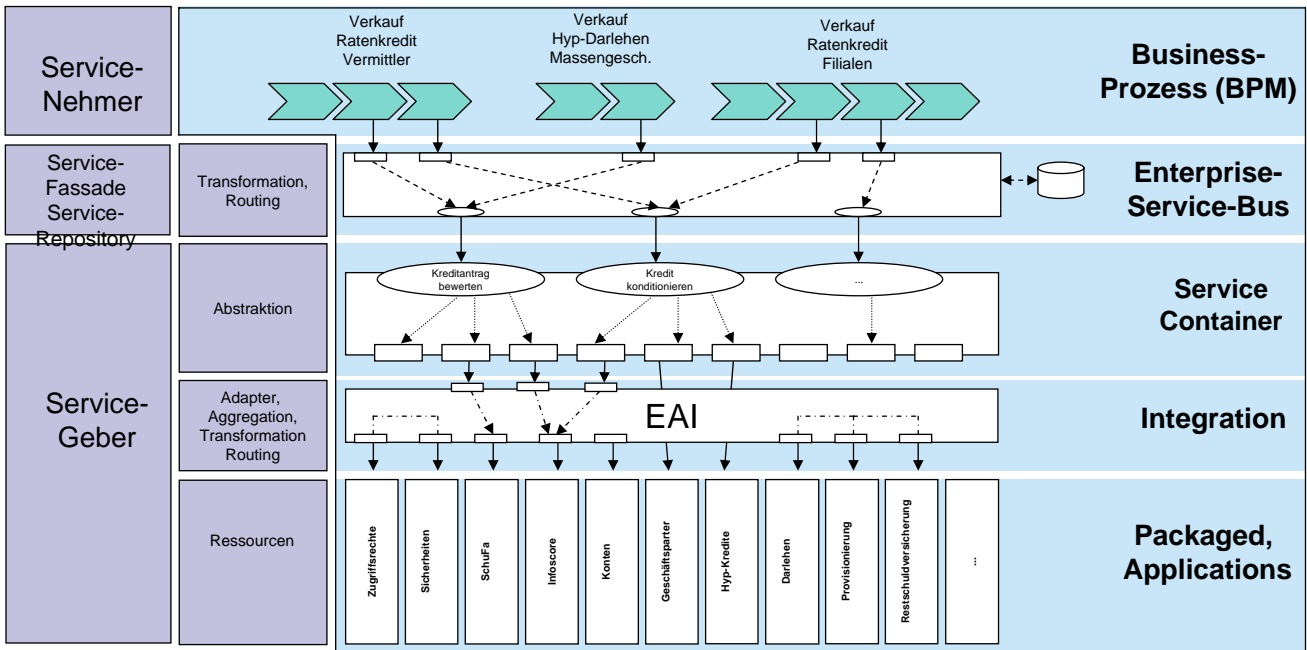 Service-
Nehmer
Verkauf
Ratenkredit
Vermittler
Verkauf
Hyp-Darlehen
Massengesch.
Verkauf
Ratenkredit
Filialen
Business-
Prozess (BPM)
Service-
Fassade
Service-
Repository
Transformation,
Routing
Enterprise-
Service-Bus
Service-
Geber
Abstraktion
Kreditantrag
bewerten
Kredit
konditionieren
...
Service
Container
Adapter,
Aggregation,
Transformation
Routing
EAI
Integration
Ressourcen
Zugriffsrechte
Sicherheiten
SchuFa
Infoscore
Konten
Geschäftsparter
Hyp-Kredite
Darlehen
Provisionierung
Restschuldversicherung
...
Packaged,
Applications